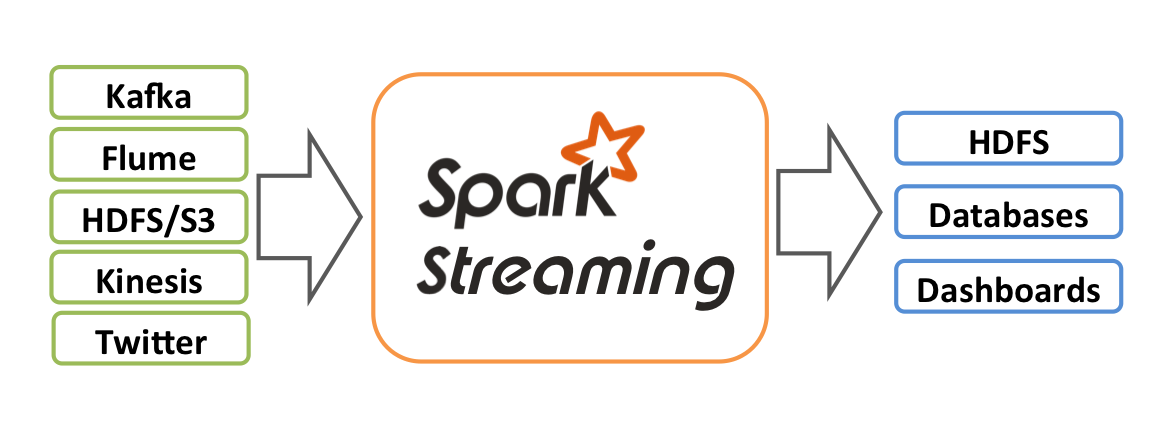 Kafka
Flume
HDFS/S3
Kinesis
Twitter
Spark
Streaming
HDFS
Databases
Dashboards